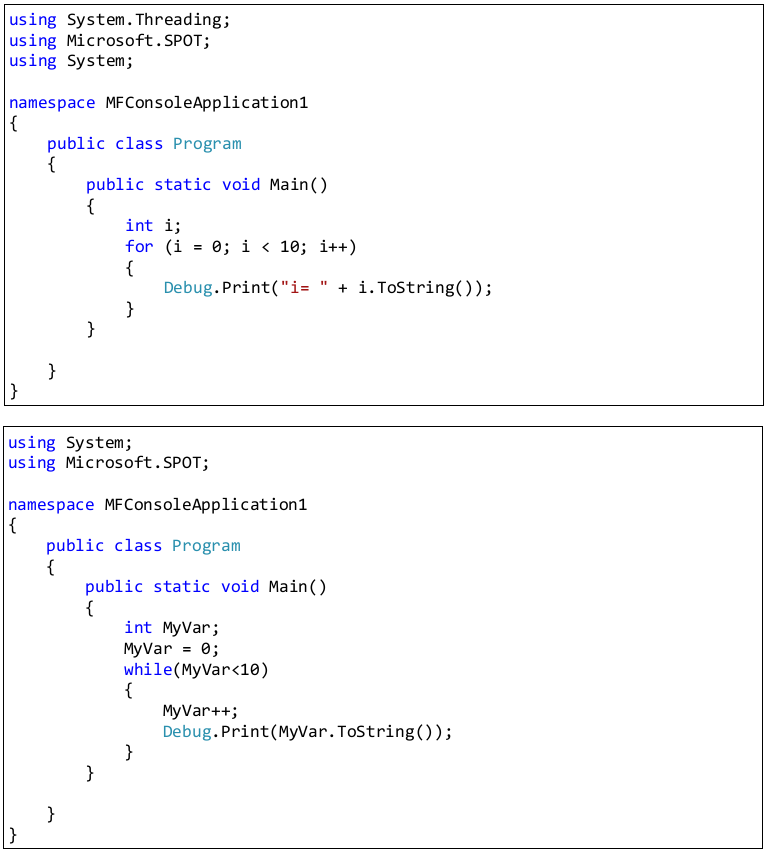 using System.Threading;
using Microsoft.SPOT;
using System;

namespace MFConsoleApplication1
{
    public class Program
    {
        public static void Main()
        {
            int i;
            for (i = 0; i < 10; i++)
            {
                Debug.Print("i= " + i.ToString());
            }
        }

    }
}

using System;
using Microsoft.SPOT;

namespace MFConsoleApplication1
{
    public class Program
    {
        public static void Main()
        {
            int MyVar;
            MyVar = 0;
            while(MyVar<10)
            {
                MyVar++;
                Debug.Print(MyVar.ToString());
            }
        }

    }
}